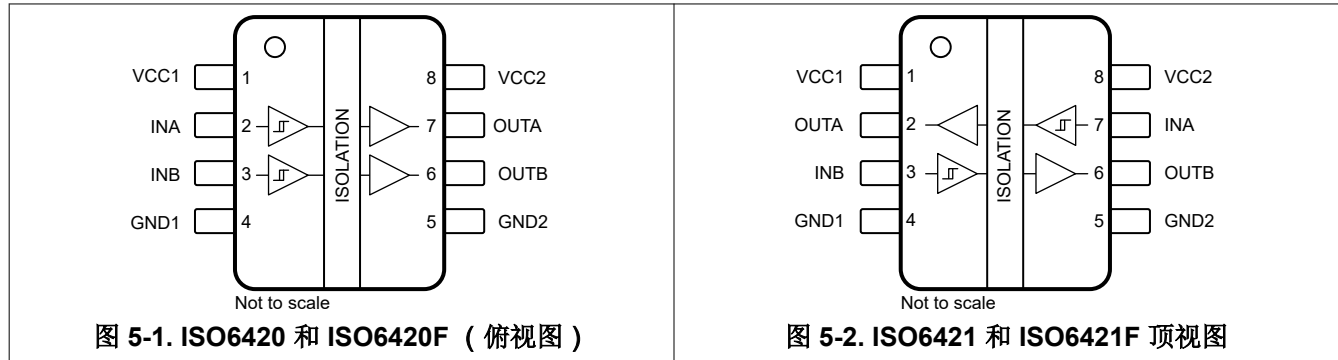 VCC1 1 8 VCC2
INA 2 7 OUTA
INB 3 6 OUTB
GND1 4 5 GND2
ISOLATION
Not to scale
图 5-1. ISO6420 和 ISO6420F （俯视图）
VCC1 1 8 VCC2
OUTA 2 7 INA
INB 3 6 OUTB
GND1 4 5 GND2
ISOLATION
Not to scale
图 5-2. ISO6421 和 ISO6421F 顶视图